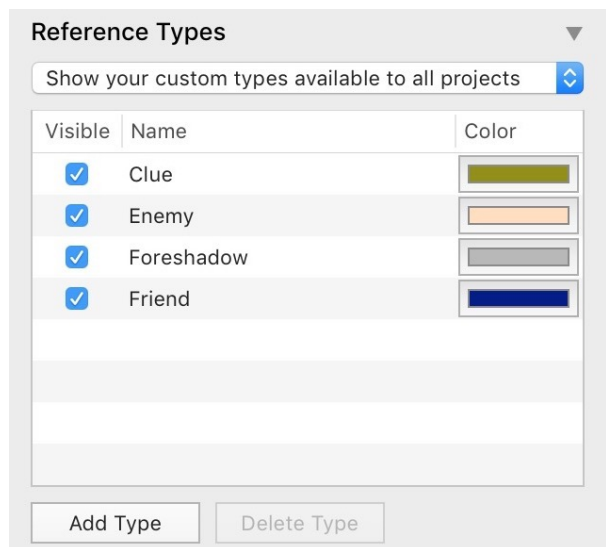 Reference Types
Show your custom types available to all projects
Visible Name Color
Clue
Enemy
Foreshadow
Friend
Add Type Delete Type